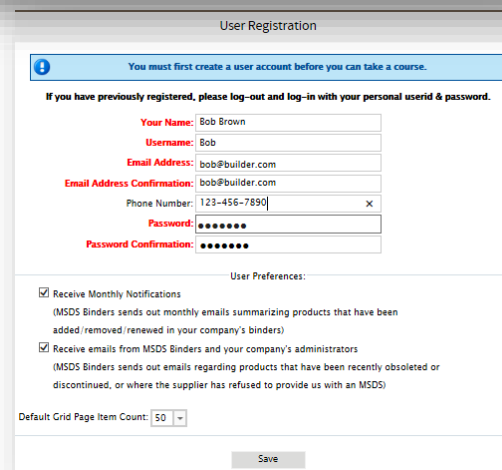 User Registration
You must first create a user account before you can take a course.
If you have previously registered, please log-out and log-in with your personal userid & password.
Your Name: Bob Brown
Username: Bob
Email Address: bob@builder.com
Email Address Confirmation: bob@builder.com
Phone Number: 123-456-7890 ×
Password: •••••••
Password Confirmation: •••••••
User Preferences:
Receive Monthly Notifications
(MSDS Binders sends out monthly emails summarizing products that have been
added/removed/renewed in your company's binders)
Receive emails from MSDS Binders and your company's administrators
(MSDS Binders sends out emails regarding products that have been recently obsoleted or
discontinued, or where the supplier has refused to provide us with an MSDS)
Default Grid Page Item Count: 50
Save